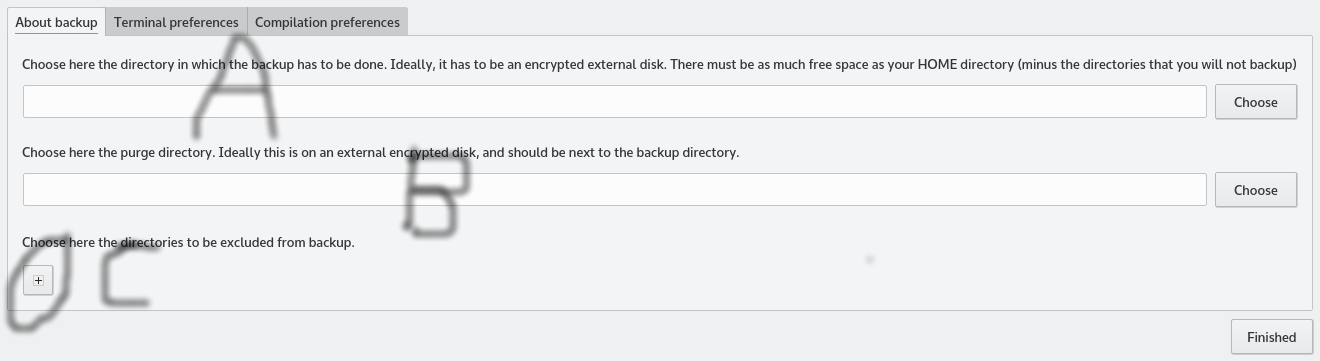 About backup Terminal preferences Compilation preferences
Choose here the directory in which the backup has to be done. Ideally, it has to be an encrypted external disk. There must be as much free space as your HOME directory (minus the directories that you will not backup)
A
Choose
Choose here the purge directory. Ideally this is on an external encrypted disk, and should be next to the backup directory.
B
Choose
Choose here the directories to be excluded from backup.
+
C
Finished